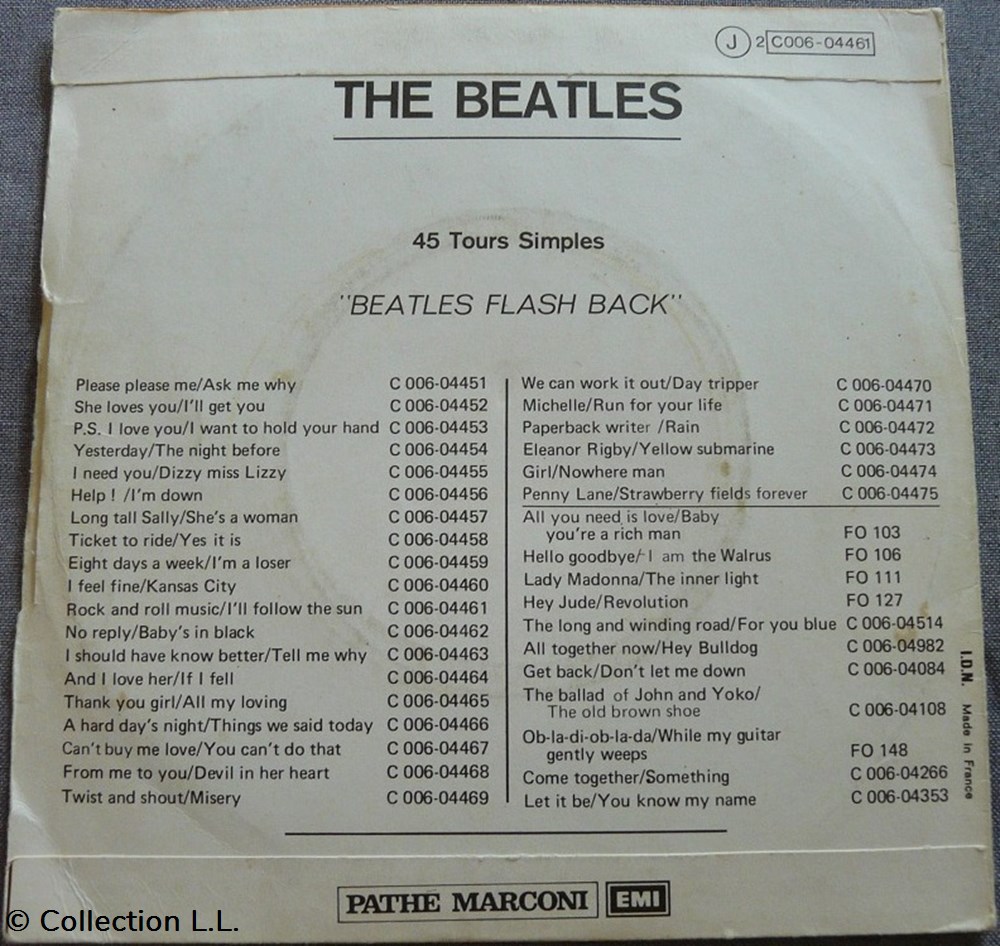 J 2 C006-04461
THE BEATLES
45 Tours Simples
"BEATLES FLASH BACK"
Please please me/Ask me why C 006-04451
She loves you/I'll get you C 006-04452
P.S. I love you/I want to hold your hand C 006-04453
Yesterday/The night before C 006-04454
I need you/Dizzy miss Lizzy C 006-04455
Help ! /I'm down C 006-04456
Long tall Sally/She's a woman C 006-04457
Ticket to ride/Yes it is C 006-04458
Eight days a week/I'm a loser C 006-04459
I feel fine/Kansas City C 006-04460
Rock and roll music/I'll follow the sun C 006-04461
No reply/Baby's in black C 006-04462
I should have know better/Tell me why C 006-04463
And I love her/If I fell C 006-04464
Thank you girl/All my loving C 006-04465
A hard day's night/Things we said today C 006-04466
Can't buy me love/You can't do that C 006-04467
From me to you/Devil in her heart C 006-04468
Twist and shout/Misery C 006-04469
We can work it out/Day tripper C 006-04470
Michelle/Run for your life C 006-04471
Paperback writer /Rain C 006-04472
Eleanor Rigby/Yellow submarine C 006-04473
Girl/Nowhere man C 006-04474
Penny Lane/Strawberry fields forever C 006-04475
All you need is love/Baby
you're a rich man FO 103
Hello goodbye/-I am the Walrus FO 106
Lady Madonna/The inner light FO 111
Hey Jude/Revolution FO 127
The long and winding road/For you blue C 006-04514
All together now/Hey Bulldog C 006-04982
Get back/Don't let me down C 006-04084
The ballad of John and Yoko/
The old brown shoe C 006-04108
Ob-la-di-ob-la-da/While my guitar
gently weeps FO 148
Come together/Something C 006-04266
Let it be/You know my name C 006-04353
I.D.N. Made in France
PATHE MARCONI EMI
© Collection L.L.